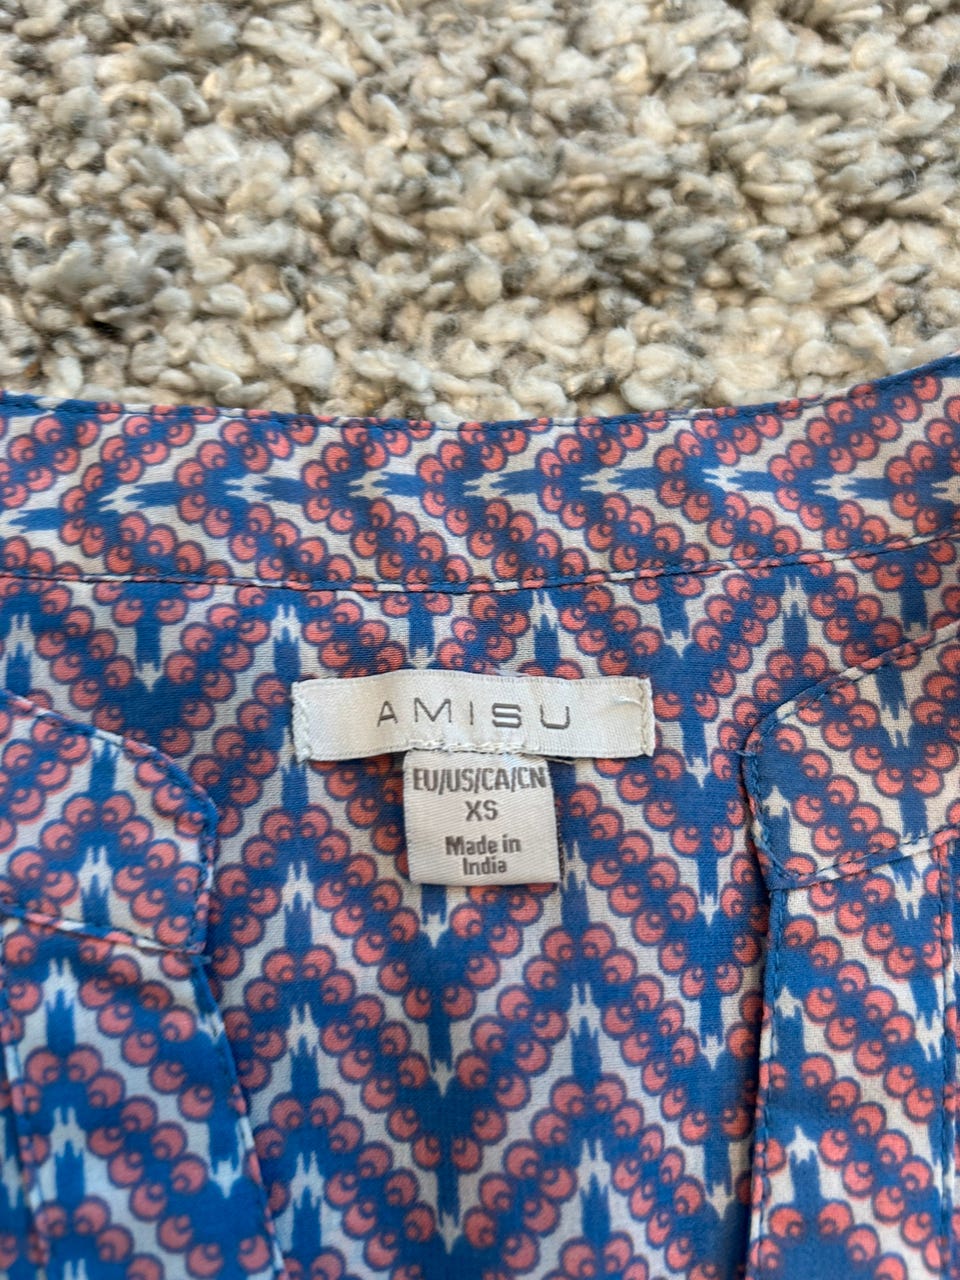 AMISU
EU/US/CA/CN
XS
Made in
India